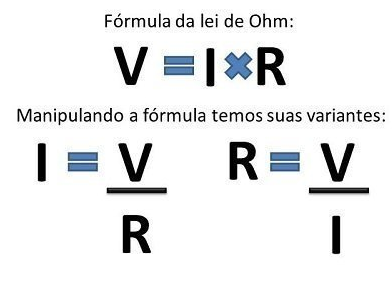 Fórmula da lei de Ohm:
V = I × R
Manipulando a fórmula temos suas variantes:
I = V R = V
R I